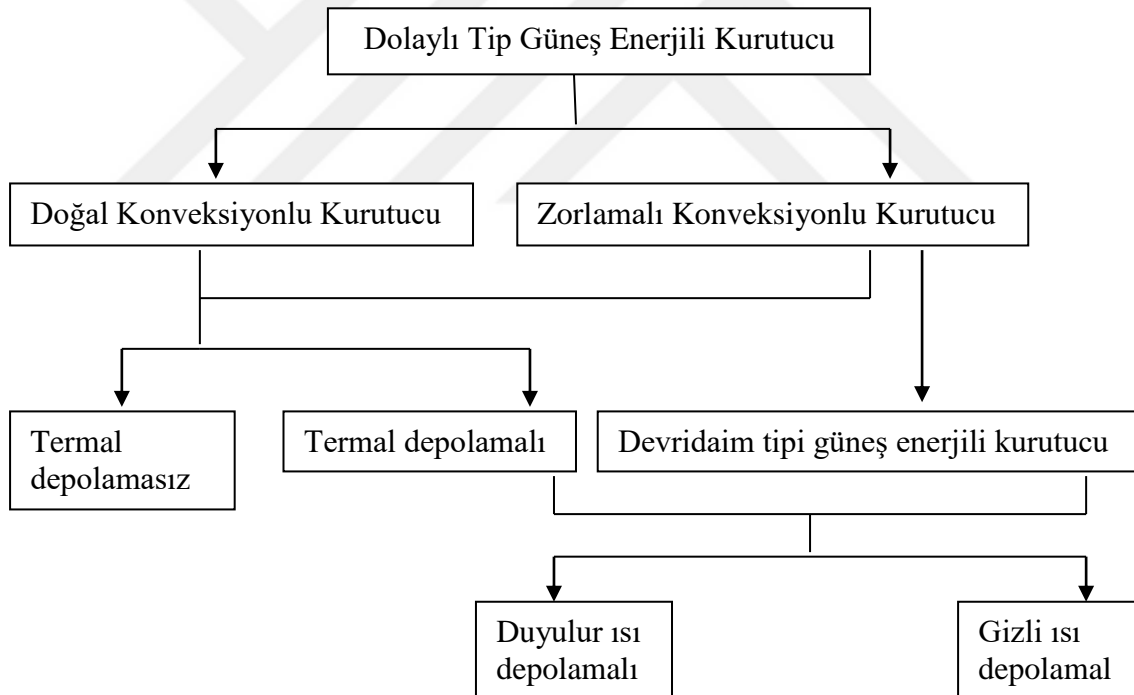 Dolaylı Tip Güneş Enerjili Kurutucu
Doğal Konveksiyonlu Kurutucu
Zorlamalı Konveksiyonlu Kurutucu
Termal
depolamasız
Termal depolamalı
Devridaim tipi güneş enerjili kurutucu
Duyulur ısı
depolamalı
Gizli ısı
depolamal